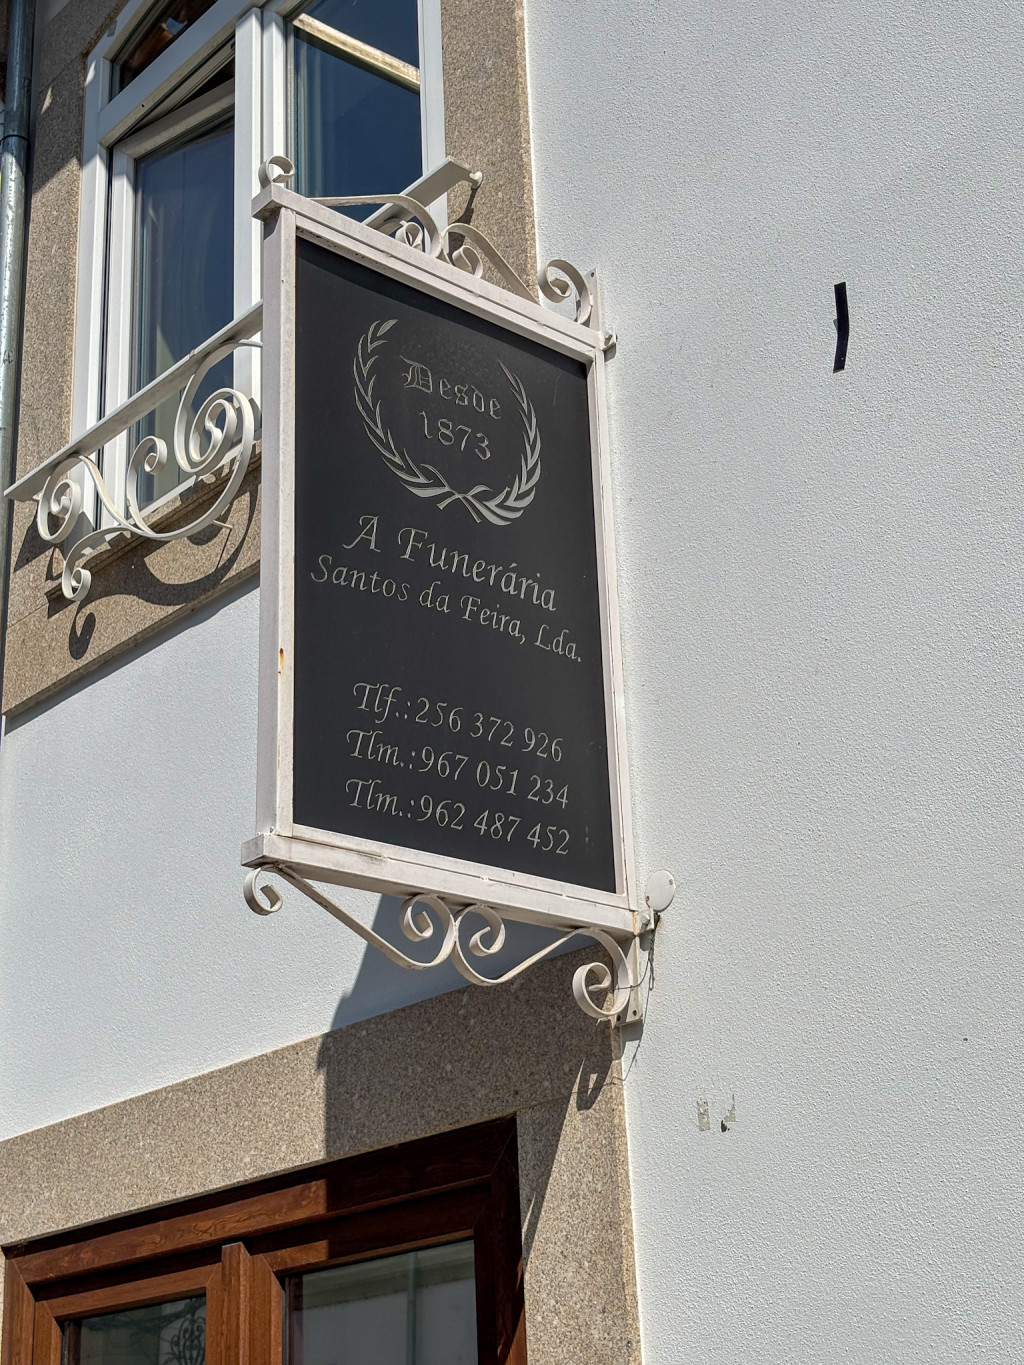 Desde
1873
A Funerária
Santos da Feira, Lda.
Tlf.:256 372 926
Tlm.:967 051 234
Tlm.:962 487 452